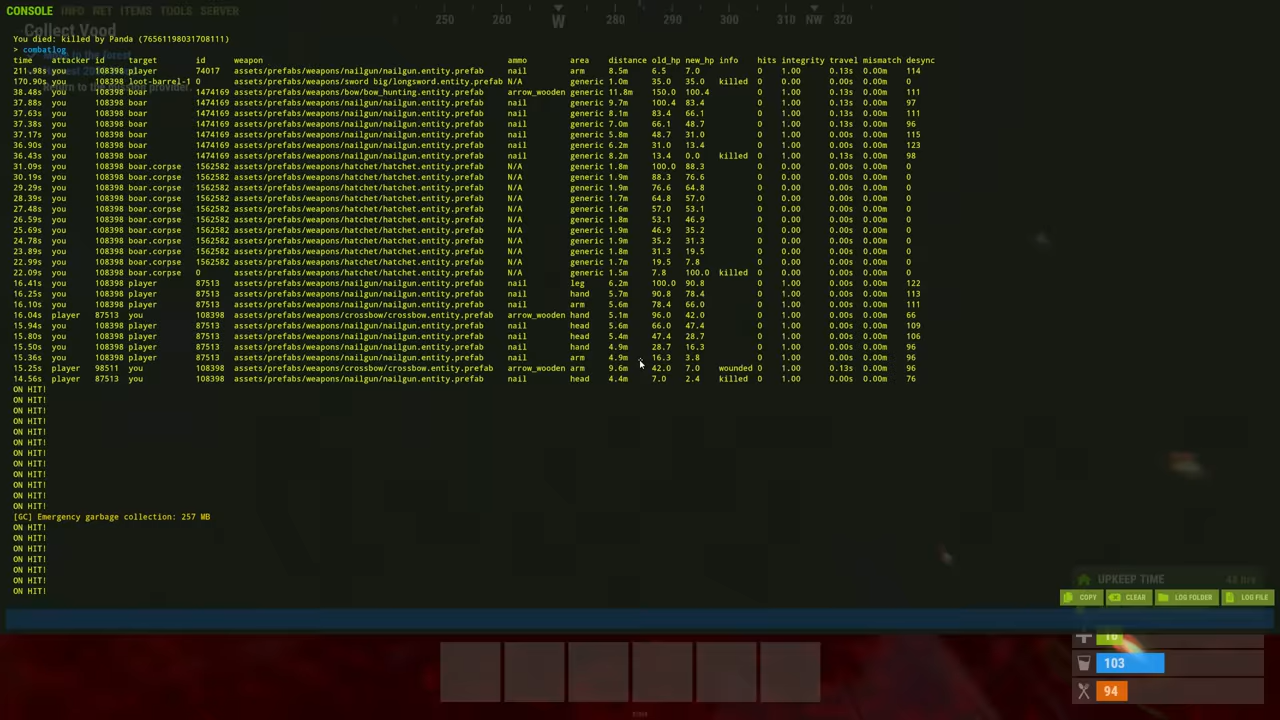 CONSOLE INFO NET ITEMS TOOLS SERVER
250 260 W 280 290 300 NW 320
Collect Wood
You died: killed by Panda (76561198031708111)
> combatlog
time attacker id target id weapon ammo area distance old_hp new_hp info hits integrity travel mismatch desync
211.98s you 108398 player 74017 assets/prefabs/weapons/nailgun/nailgun.entity.prefab nail arm 8.5m 6.5 7.0 0 1.00 0.13s 0.00m 114
170.90s you 108398 loot-barrel-1 0 assets/prefabs/weapons/sword big/longsword.entity.prefab N/A generic 1.0m 35.0 35.0 killed 0 1.00 0.00s 0.00m 0
38.48s you 108398 boar 1474169 assets/prefabs/weapons/bow/bow_hunting.entity.prefab arrow_wooden generic 11.8m 150.0 100.4 0 1.00 0.13s 0.00m 111
37.88s you 108398 boar 1474169 assets/prefabs/weapons/nailgun/nailgun.entity.prefab nail generic 9.7m 100.4 83.4 0 1.00 0.13s 0.00m 97
37.63s you 108398 boar 1474169 assets/prefabs/weapons/nailgun/nailgun.entity.prefab nail generic 8.1m 83.4 66.1 0 1.00 0.13s 0.00m 111
37.38s you 108398 boar 1474169 assets/prefabs/weapons/nailgun/nailgun.entity.prefab nail generic 7.0m 66.1 48.7 0 1.00 0.13s 0.00m 96
37.17s you 108398 boar 1474169 assets/prefabs/weapons/nailgun/nailgun.entity.prefab nail generic 5.8m 48.7 31.0 0 1.00 0.00s 0.00m 115
36.90s you 108398 boar 1474169 assets/prefabs/weapons/nailgun/nailgun.entity.prefab nail generic 6.2m 31.0 13.4 0 1.00 0.00s 0.00m 123
36.43s you 108398 boar 1474169 assets/prefabs/weapons/nailgun/nailgun.entity.prefab nail generic 8.2m 13.4 0.0 killed 0 1.00 0.13s 0.00m 98
31.09s you 108398 boar.corpse 1562582 assets/prefabs/weapons/hatchet/hatchet.entity.prefab N/A generic 1.8m 100.0 88.3 0 0.00 0.00s 0.00m 0
30.19s you 108398 boar.corpse 1562582 assets/prefabs/weapons/hatchet/hatchet.entity.prefab N/A generic 1.9m 88.3 76.6 0 0.00 0.00s 0.00m 0
29.29s you 108398 boar.corpse 1562582 assets/prefabs/weapons/hatchet/hatchet.entity.prefab N/A generic 1.9m 76.6 64.8 0 0.00 0.00s 0.00m 0
28.39s you 108398 boar.corpse 1562582 assets/prefabs/weapons/hatchet/hatchet.entity.prefab N/A generic 1.7m 64.8 57.0 0 0.00 0.00s 0.00m 0
27.48s you 108398 boar.corpse 1562582 assets/prefabs/weapons/hatchet/hatchet.entity.prefab N/A generic 1.6m 57.0 53.1 0 0.00 0.00s 0.00m 0
26.59s you 108398 boar.corpse 1562582 assets/prefabs/weapons/hatchet/hatchet.entity.prefab N/A generic 1.8m 53.1 46.9 0 0.00 0.00s 0.00m 0
25.69s you 108398 boar.corpse 1562582 assets/prefabs/weapons/hatchet/hatchet.entity.prefab N/A generic 1.9m 46.9 35.2 0 0.00 0.00s 0.00m 0
24.78s you 108398 boar.corpse 1562582 assets/prefabs/weapons/hatchet/hatchet.entity.prefab N/A generic 1.9m 35.2 31.3 0 0.00 0.00s 0.00m 0
23.89s you 108398 boar.corpse 1562582 assets/prefabs/weapons/hatchet/hatchet.entity.prefab N/A generic 1.8m 31.3 19.5 0 0.00 0.00s 0.00m 0
22.99s you 108398 boar.corpse 1562582 assets/prefabs/weapons/hatchet/hatchet.entity.prefab N/A generic 1.7m 19.5 7.8 0 0.00 0.00s 0.00m 0
22.09s you 108398 boar.corpse 0 assets/prefabs/weapons/hatchet/hatchet.entity.prefab N/A generic 1.5m 7.8 100.0 killed 0 0.00 0.00s 0.00m 0
16.41s you 108398 player 87513 assets/prefabs/weapons/nailgun/nailgun.entity.prefab nail leg 6.2m 100.0 90.8 0 1.00 0.00s 0.00m 122
16.25s you 108398 player 87513 assets/prefabs/weapons/nailgun/nailgun.entity.prefab nail hand 5.7m 90.8 78.4 0 1.00 0.00s 0.00m 113
16.10s you 108398 player 87513 assets/prefabs/weapons/nailgun/nailgun.entity.prefab nail arm 5.6m 78.4 66.0 0 1.00 0.00s 0.00m 111
16.04s player 87513 you 108398 assets/prefabs/weapons/crossbow/crossbow.entity.prefab arrow_wooden hand 5.1m 96.0 42.0 0 1.00 0.00s 0.00m 66
15.94s you 108398 player 87513 assets/prefabs/weapons/nailgun/nailgun.entity.prefab nail head 5.6m 66.0 47.4 0 1.00 0.00s 0.00m 109
15.80s you 108398 player 87513 assets/prefabs/weapons/nailgun/nailgun.entity.prefab nail head 5.4m 47.4 28.7 0 1.00 0.00s 0.00m 106
15.50s you 108398 player 87513 assets/prefabs/weapons/nailgun/nailgun.entity.prefab nail hand 4.9m 28.7 16.3 0 1.00 0.00s 0.00m 96
15.36s you 108398 player 87513 assets/prefabs/weapons/nailgun/nailgun.entity.prefab nail arm 4.9m 16.3 3.8 0 1.00 0.00s 0.00m 96
15.25s player 98511 you 108398 assets/prefabs/weapons/crossbow/crossbow.entity.prefab arrow_wooden arm 9.6m 42.0 7.0 wounded 0 1.00 0.13s 0.00m 96
14.56s player 87513 you 108398 assets/prefabs/weapons/nailgun/nailgun.entity.prefab nail head 4.4m 7.0 2.4 killed 0 1.00 0.00s 0.00m 76
ON HIT!
ON HIT!
ON HIT!
ON HIT!
ON HIT!
ON HIT!
ON HIT!
ON HIT!
ON HIT!
ON HIT!
ON HIT!
ON HIT!
[GC] Emergency garbage collection: 257 MB
ON HIT!
ON HIT!
ON HIT!
ON HIT!
ON HIT!
ON HIT!
ON HIT!
UPKEEP TIME 43 hrs
COPY CLEAR LOG FOLDER LOG FILE
16
103
94